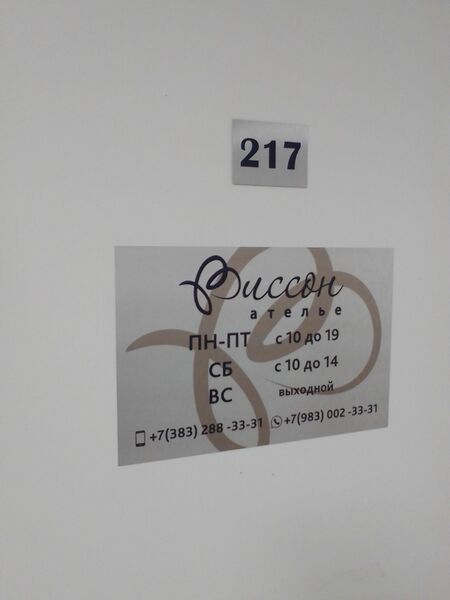 217
Виссон
ателье
ПН-ПТ с 10 до 19
СБ с 10 до 14
ВС выходной
+7(383) 288 -33-31 +7(983) 002 -33-31